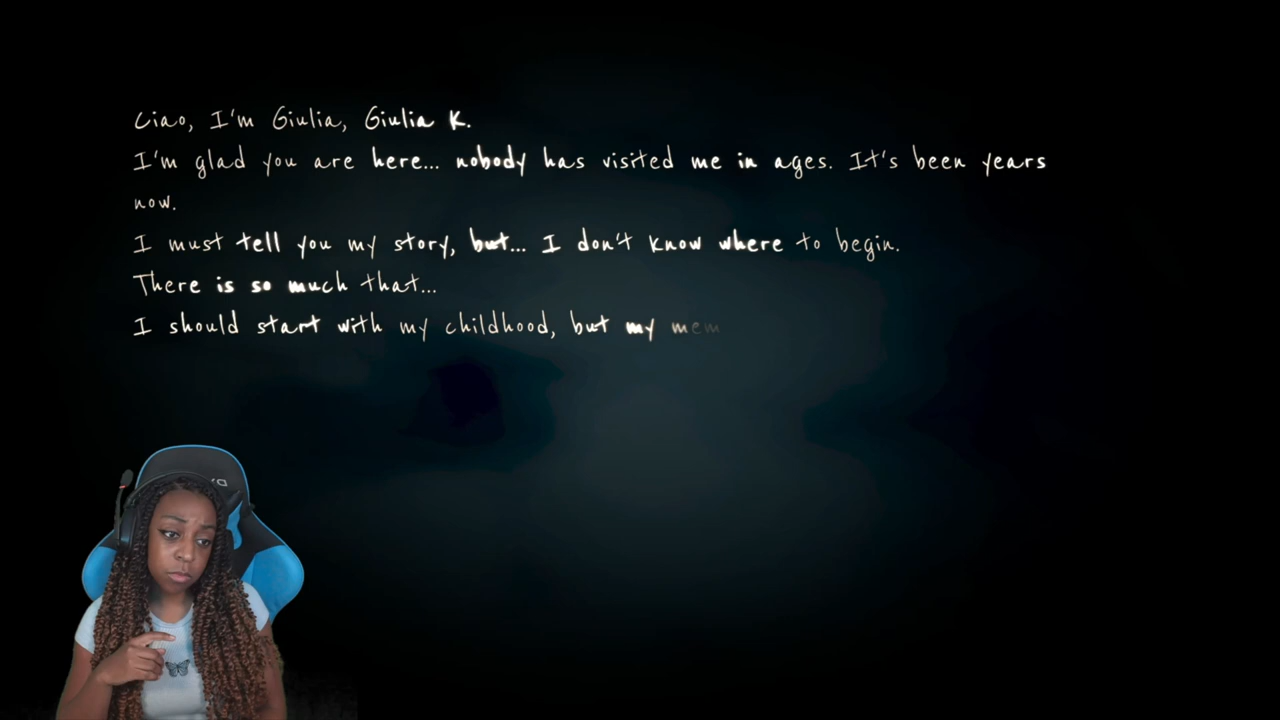 Ciao, I'm Giulia, Giulia K.
I'm glad you are here... nobody has visited me in ages. It's been years
now.
I must tell you my story, but... I don't know where to begin.
There is so much that...
I should start with my childhood, but my mem